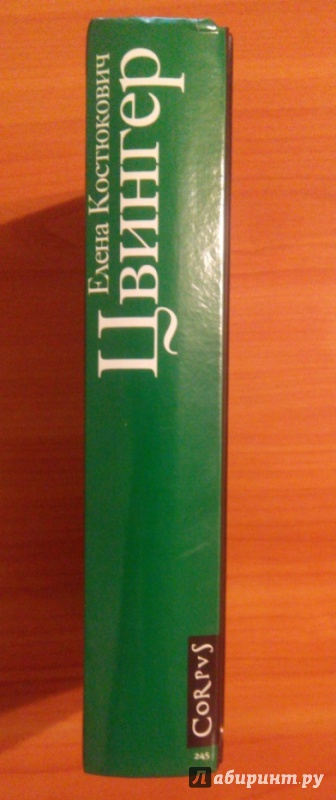 Елена Костюкович
Цвингер
CORPVS
245
Лабиринт.ру